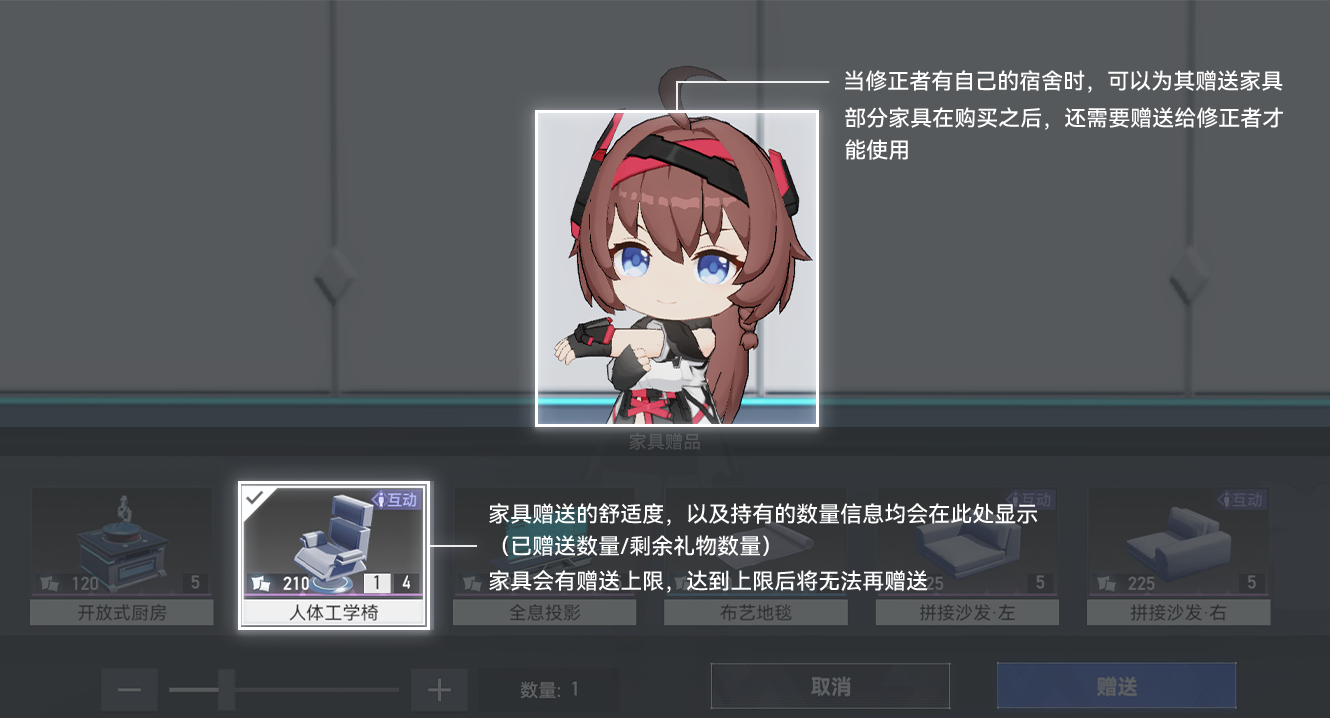 当修正者有自己的宿舍时，可以为其赠送家具
部分家具在购买之后，还需要赠送给修正者才
能使用
家具赠品
互动
互动
互动
家具赠送的舒适度，以及持有的数量信息均会在此处显示
（已赠送数量/剩余礼物数量）
家具会有赠送上限，达到上限后将无法再赠送
120
5
210
1
4
25
5
225
5
开放式厨房
人体工学椅
全息投影
布艺地毯
拼接沙发·左
拼接沙发·右
数量: 1
取消
赠送